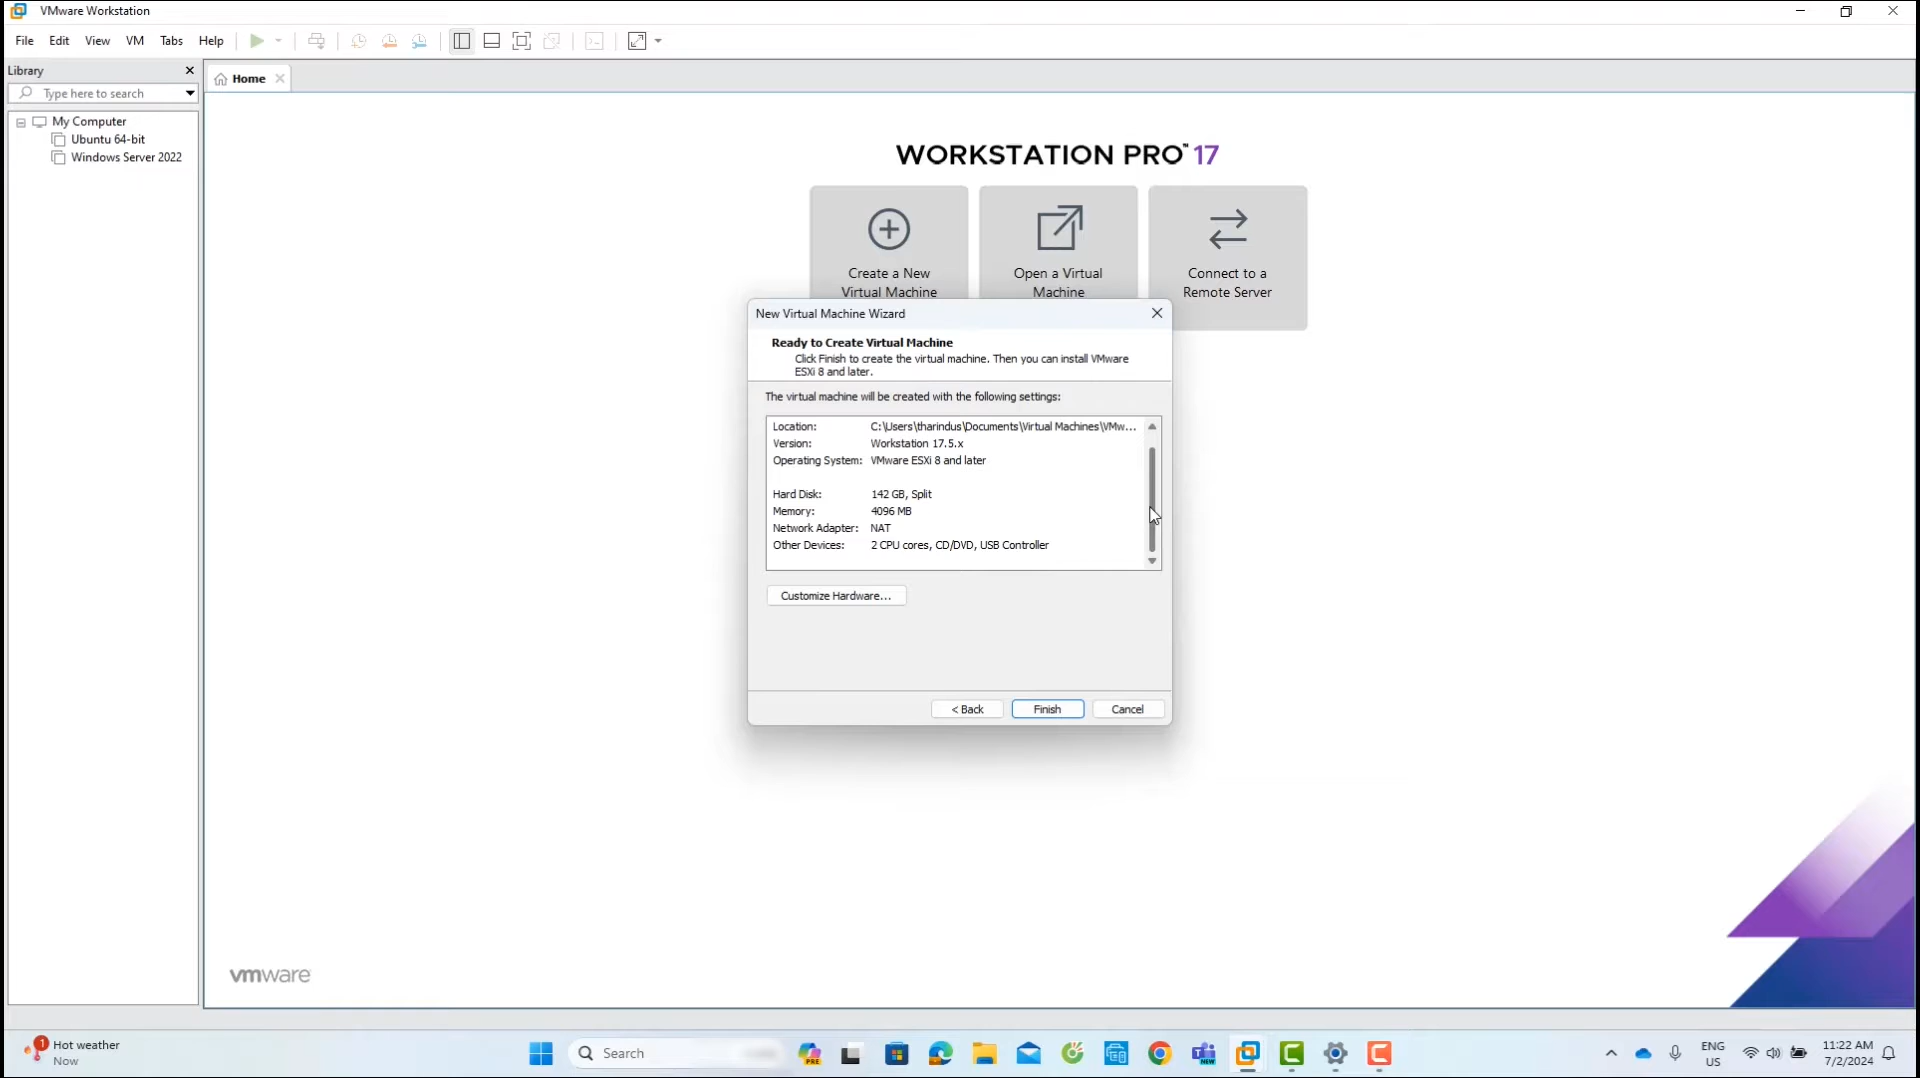 VMware Workstation
File Edit View VM Tabs Help
Library
Home
Type here to search
My Computer
Ubuntu 64-bit
Windows Server 2022
WORKSTATION PRO™ 17
Create a New
Virtual Machine
Open a Virtual
Machine
Connect to a
Remote Server
New Virtual Machine Wizard
Ready to Create Virtual Machine
Click Finish to create the virtual machine. Then you can install VMware
ESXi 8 and later.
The virtual machine will be created with the following settings:
Location: C:\Users\tharindus\Documents\Virtual Machines\VMw...
Version: Workstation 17.5.x
Operating System: VMware ESXi 8 and later
Hard Disk: 142 GB, Split
Memory: 4096 MB
Network Adapter: NAT
Other Devices: 2 CPU cores, CD/DVD, USB Controller
Customize Hardware...
< Back Finish Cancel
vmware
1
Hot weather
Now
Search
PRE
NEW
ENG
US
11:22 AM
7/2/2024